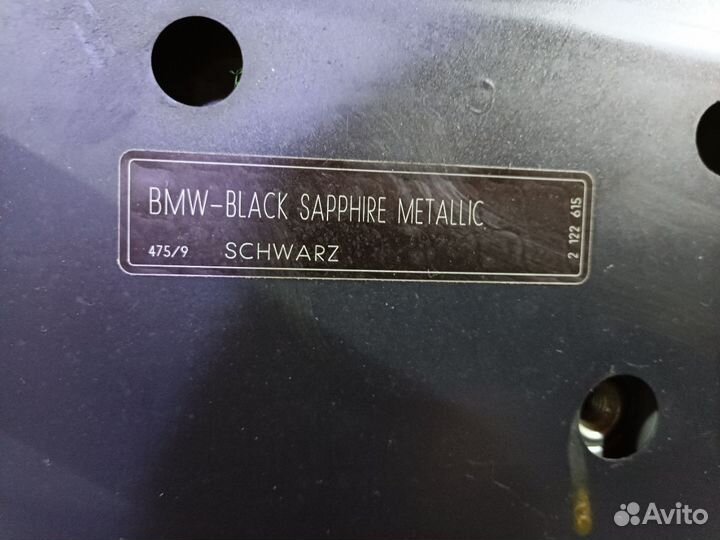 BMW-BLACK SAPPHIRE METALLIC
475/9 SCHWARZ
2 122 615
Avito